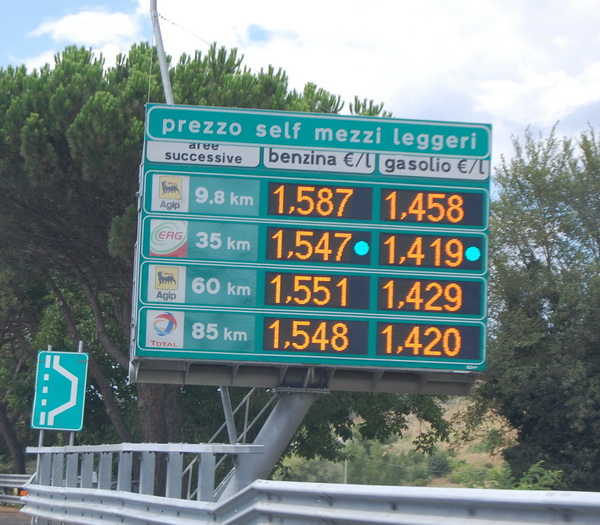 prezzo self mezzi leggeri
aree successive benzina €/l gasolio €/l
Agip 9,8 km 1,587 1,458
ERG 35 km 1,547 1,419
Agip 60 km 1,551 1,429
TOTAL 85 km 1,548 1,420